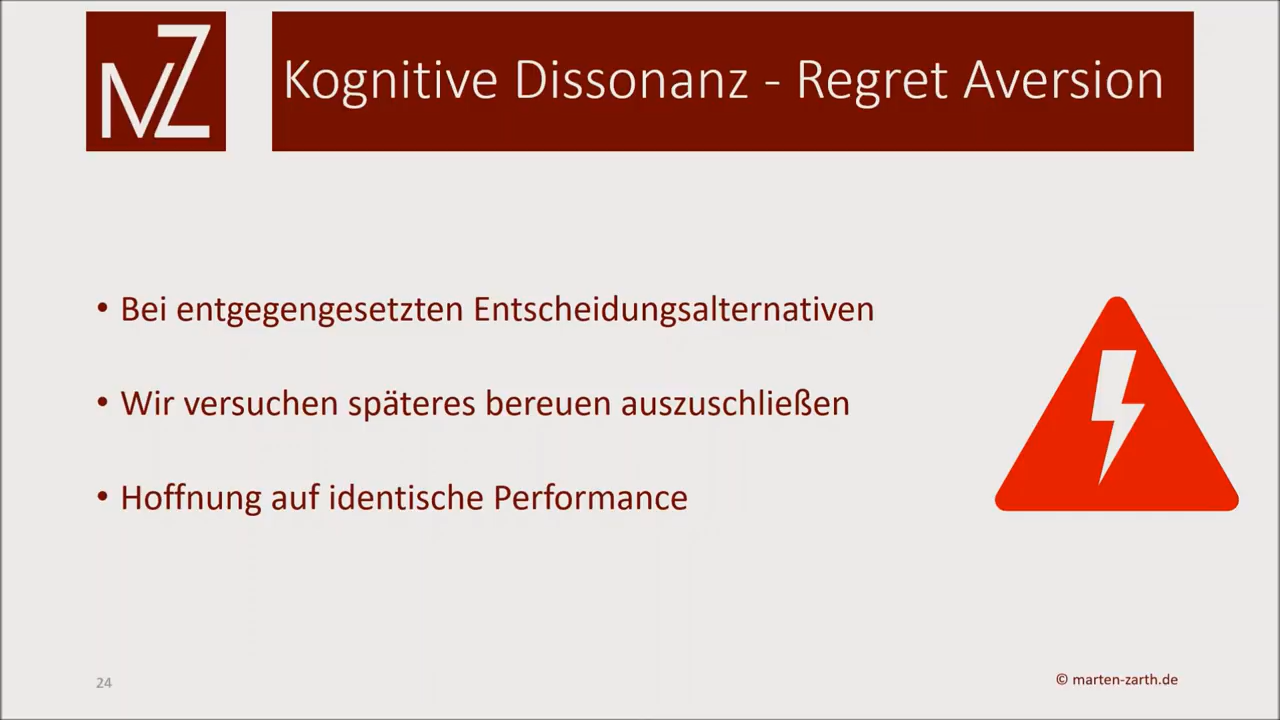 MZ
Kognitive Dissonanz - Regret Aversion
• Bei entgegengesetzten Entscheidungsalternativen
• Wir versuchen späteres bereuen auszuschließen
• Hoffnung auf identische Performance
24
© marten-zarth.de